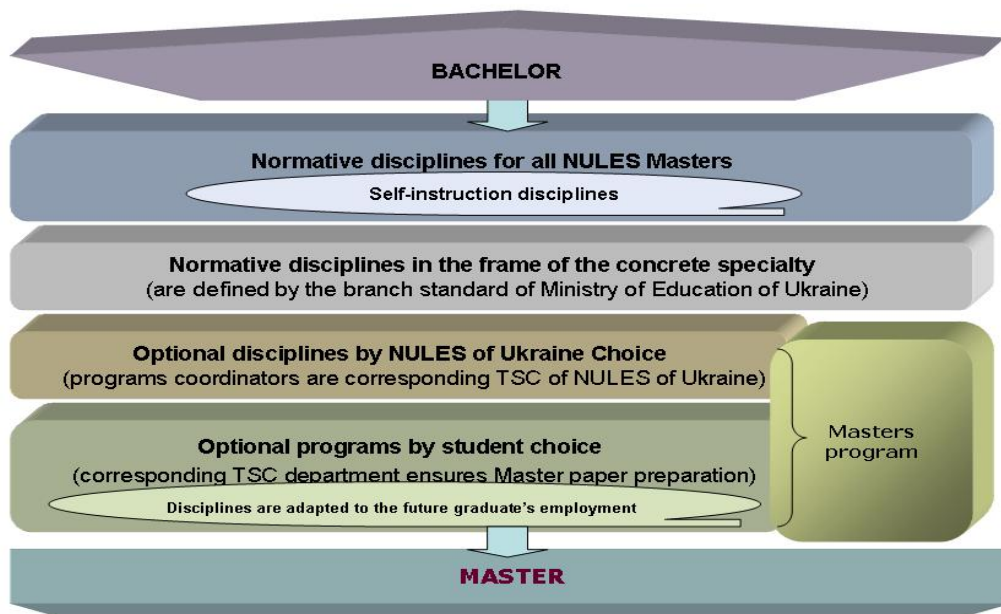 BACHELOR
Normative disciplines for all NULES Masters
Self-instruction disciplines
Normative disciplines in the frame of the concrete specialty
(are defined by the branch standard of Ministry of Education of Ukraine)
Optional disciplines by NULES of Ukraine Choice
(programs coordinators are corresponding TSC of NULES of Ukraine)
Optional programs by student choice
(corresponding TSC department ensures Master paper preparation)
Disciplines are adapted to the future graduate's employment
Masters
program
MASTER